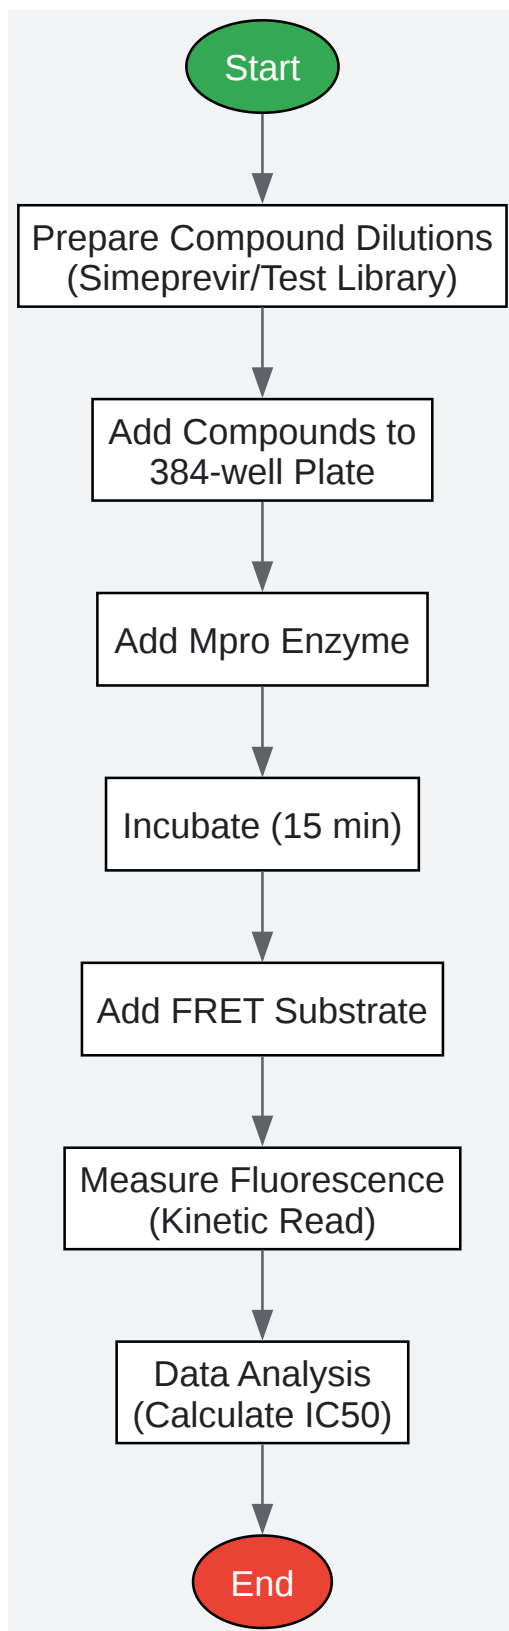 Start
Prepare Compound Dilutions
(Simeprevir/Test Library)
Add Compounds to
384-well Plate
Add Mpro Enzyme
Incubate (15 min)
Add FRET Substrate
Measure Fluorescence
(Kinetic Read)
Data Analysis
(Calculate IC50)
End